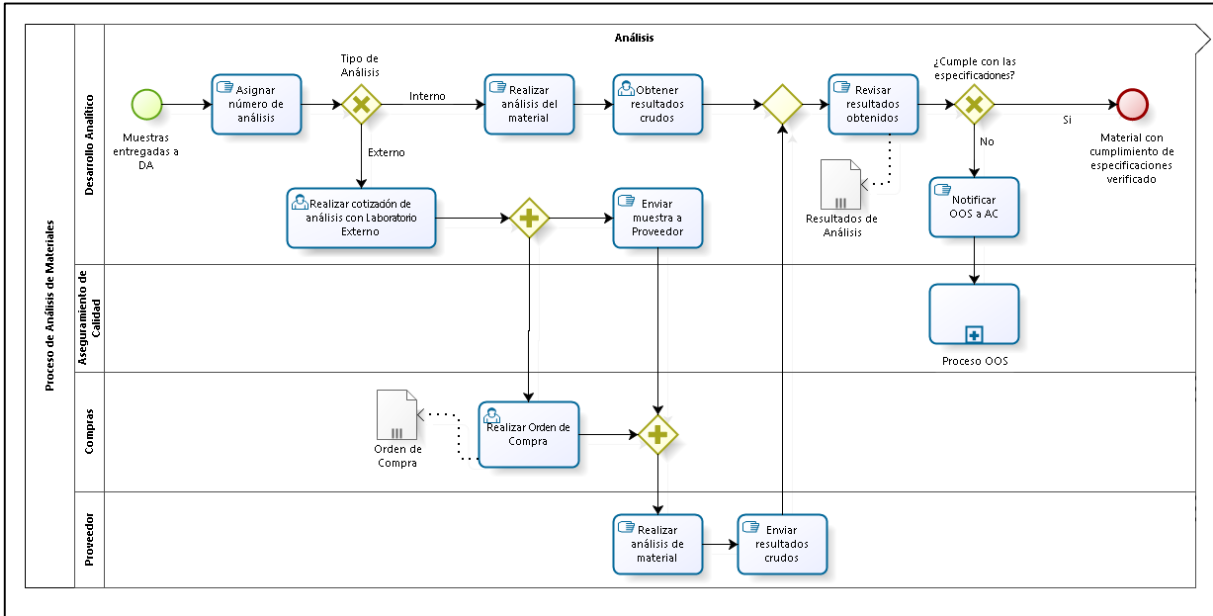 Análisis
Proceso de Análisis de Materiales
Desarrollo Analítico
Muestras
entregadas a
DA
Asignar
número de
análisis
Tipo de
Análisis
Interno
Externo
Realizar
análisis del
material
Obtener
resultados
crudos
Revisar
resultados
obtenidos
¿Cumple con las
especificaciones?
Si
No
Material con
cumplimiento de
especificaciones
verificado
Realizar cotización de
análisis con Laboratorio
Externo
Enviar
muestra a
Proveedor
Resultados de
Análisis
Notificar
OOS a AC
Aseguramiento de
Calidad
Proceso OOS
Compras
Orden de
Compra
Realizar Orden de
Compra
Proveedor
Realizar
análisis de
material
Enviar
resultados
crudos